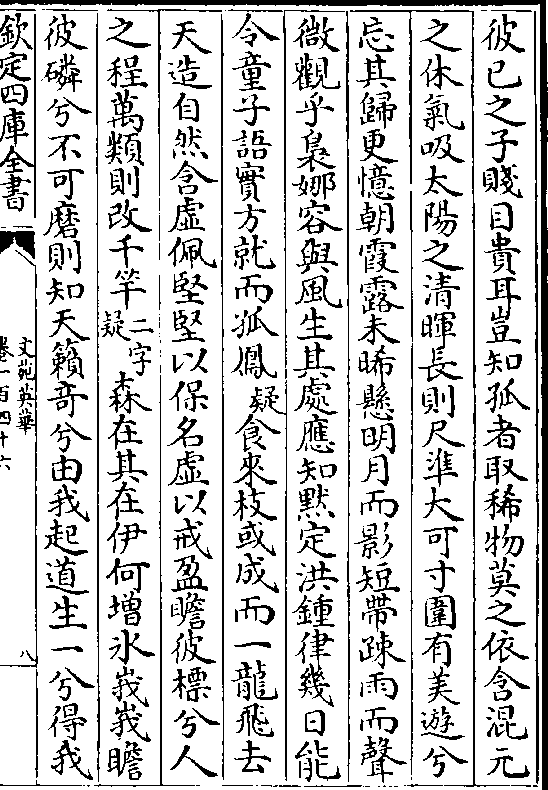 彼已之子賤目貴耳豈知孤者取稀物莫之依含混元
之休氣吸太陽之清暉長則尺準大可寸圍有美遊兮
忘其歸更憶朝霞露未晞懸明月而影短帶疎雨而聲
微觀乎裊娜容與風生其處應知黙定洪鍾律幾日能
令童子語實方就而孤鳳疑食來枝或成而一龍飛去
天造自然含虛佩堅堅以保名虛以戒盈瞻彼標兮人
之程萬類則改千竿二字疑森在其在伊何增氷峩峩瞻
彼磷兮不可磨則知天籟竒兮由我起道生一兮得我
欽定四庫全書
文苑英華
卷一百四十六
八